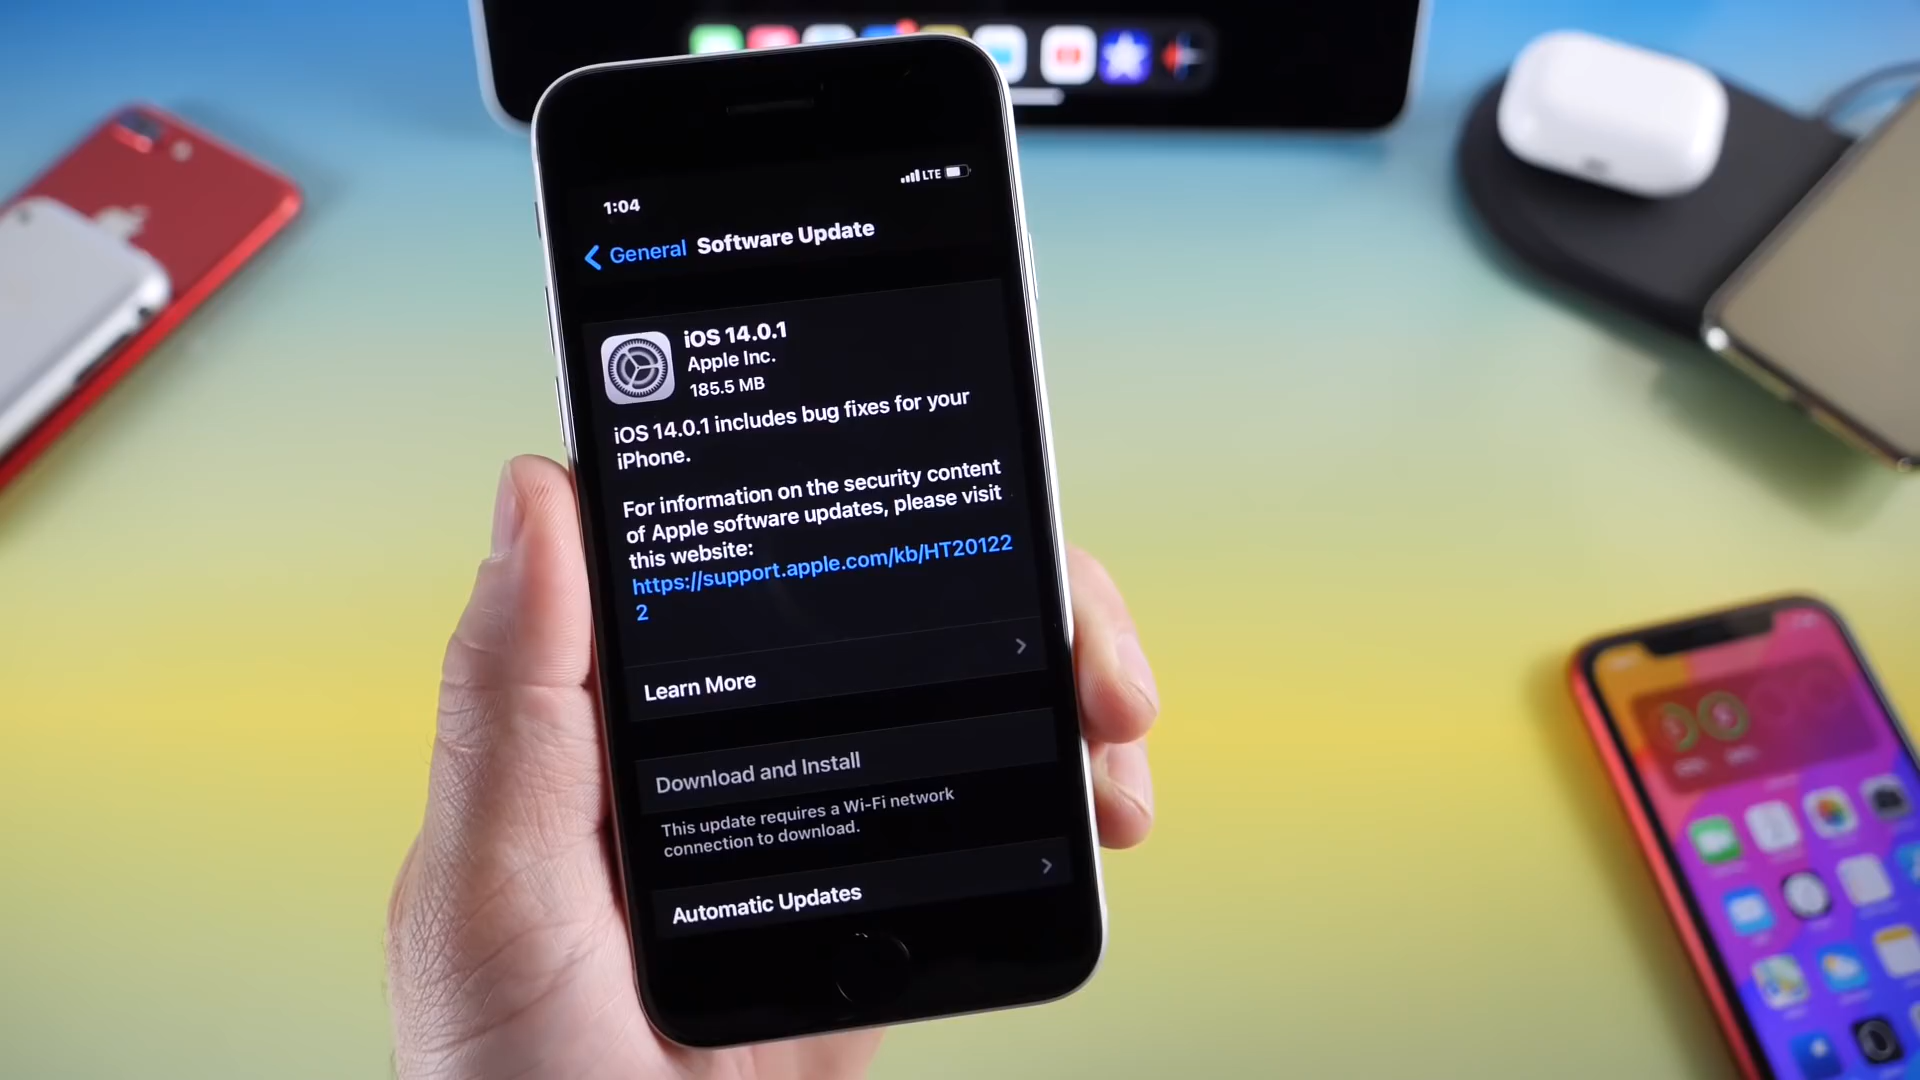 1:04
LTE
General Software Update
iOS 14.0.1
Apple Inc.
185.5 MB
iOS 14.0.1 includes bug fixes for your
iPhone.
For information on the security content
of Apple software updates, please visit
this website:
https://support.apple.com/kb/HT20122
2
Learn More
Download and Install
This update requires a Wi-Fi network
connection to download.
Automatic Updates